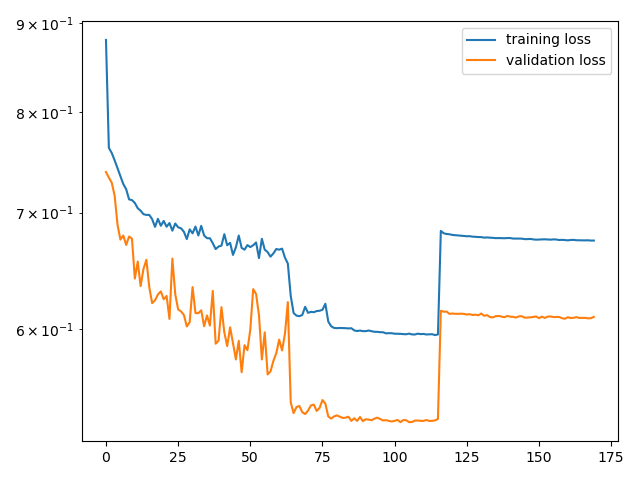 9 × 10⁻¹
8 × 10⁻¹
7 × 10⁻¹
6 × 10⁻¹
training loss
validation loss
0 25 50 75 100 125 150 175